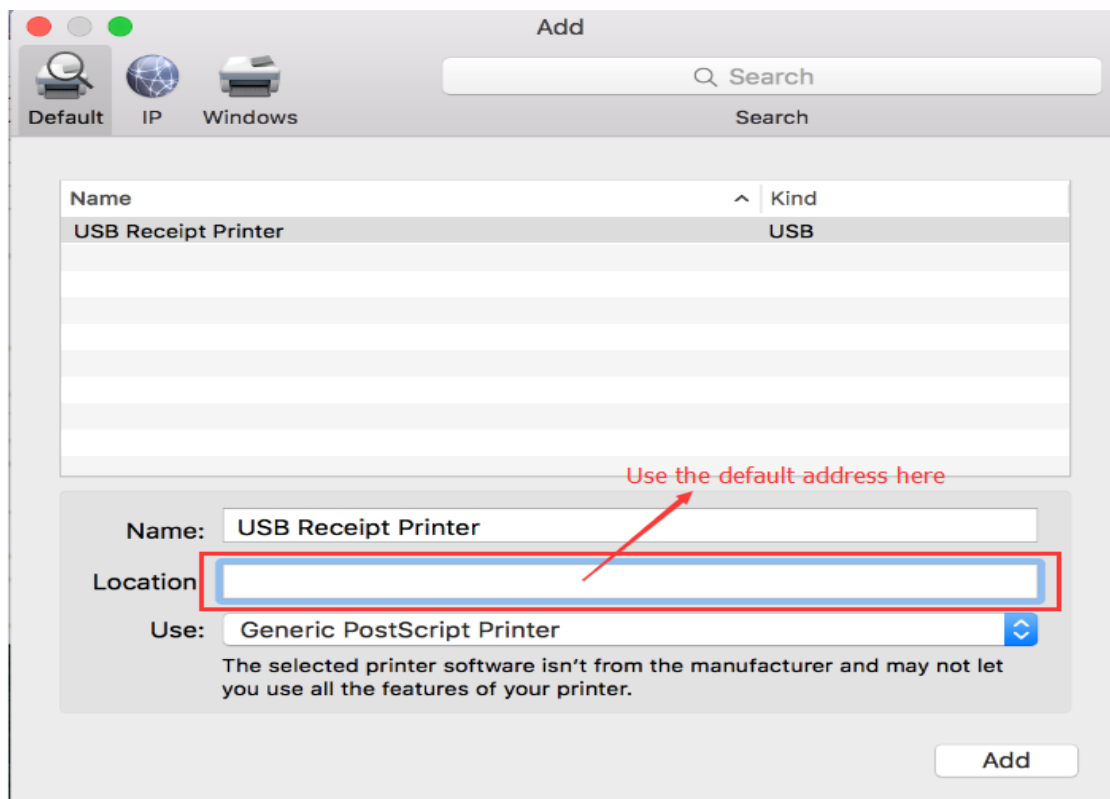 Add
Search
Default IP Windows Search
Name Kind
USB Receipt Printer USB
Use the default address here
Name: USB Receipt Printer
Location
Use: Generic PostScript Printer
The selected printer software isn't from the manufacturer and may not let
you use all the features of your printer.
Add